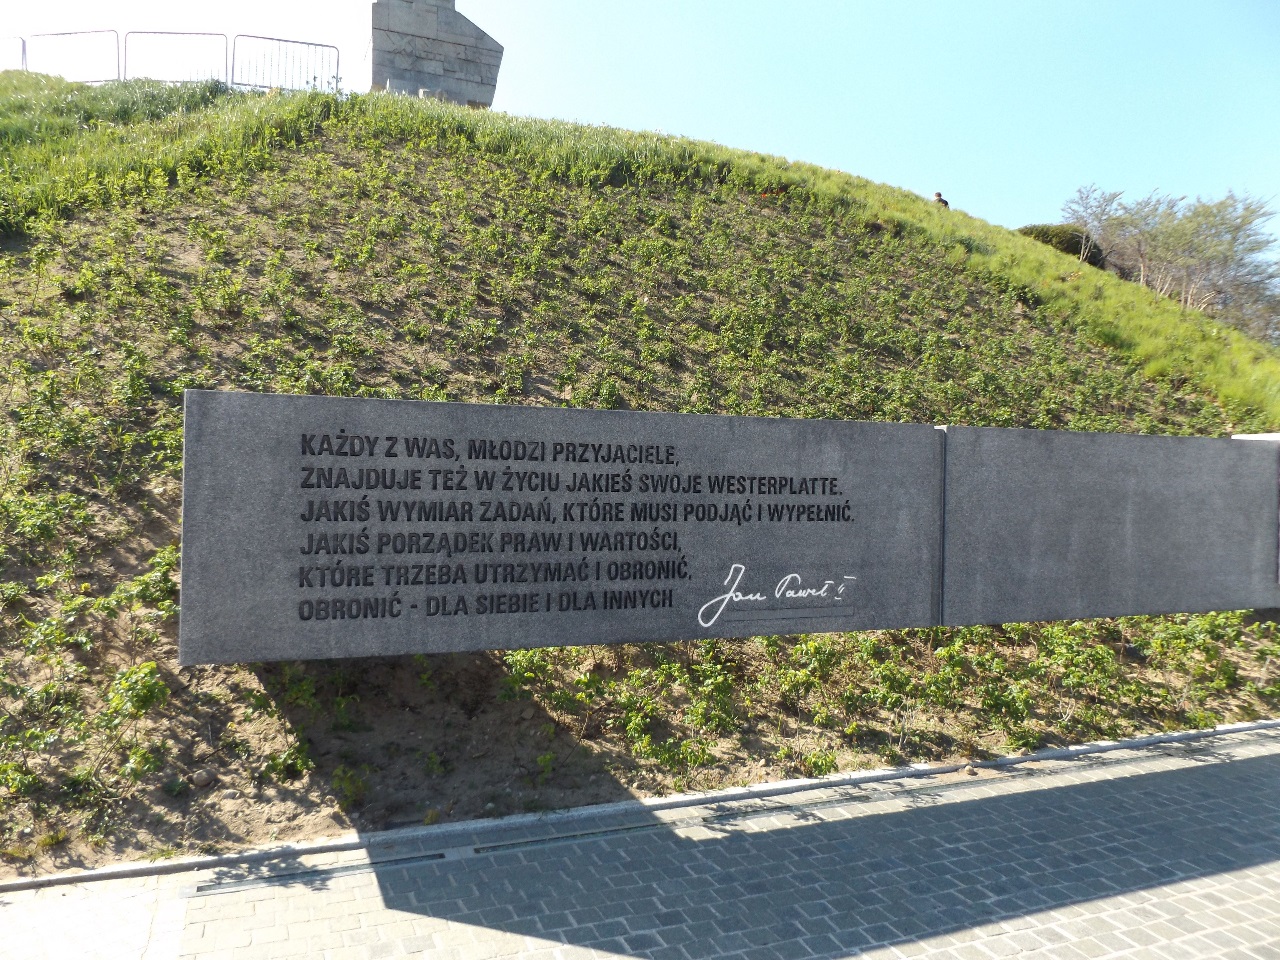 KAŻDY Z WAS, MŁODZI PRZYJACIELE,
ZNAJDUJE TEŻ W ŻYCIU JAKIEŚ SWOJE WESTERPLATTE.
JAKIŚ WYMIAR ZADAŃ, KTÓRE MUSI PODJĄĆ I WYPEŁNIĆ.
JAKIŚ PORZĄDEK PRAW I WARTOŚCI,
KTÓRE TRZEBA UTRZYMAĆ I OBRONIĆ,
OBRONIĆ - DLA SIEBIE I DLA INNYCH
Jan Paweł II